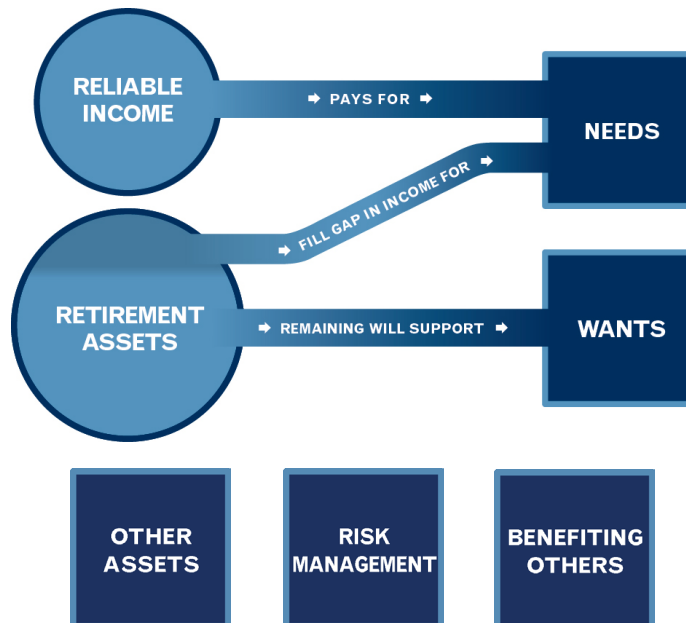 RELIABLE
INCOME
➡ PAYS FOR ➡
NEEDS
➡ FILL GAP IN INCOME FOR ➡
RETIREMENT
ASSETS
➡ REMAINING WILL SUPPORT ➡
WANTS
OTHER
ASSETS
RISK
MANAGEMENT
BENEFITING
OTHERS